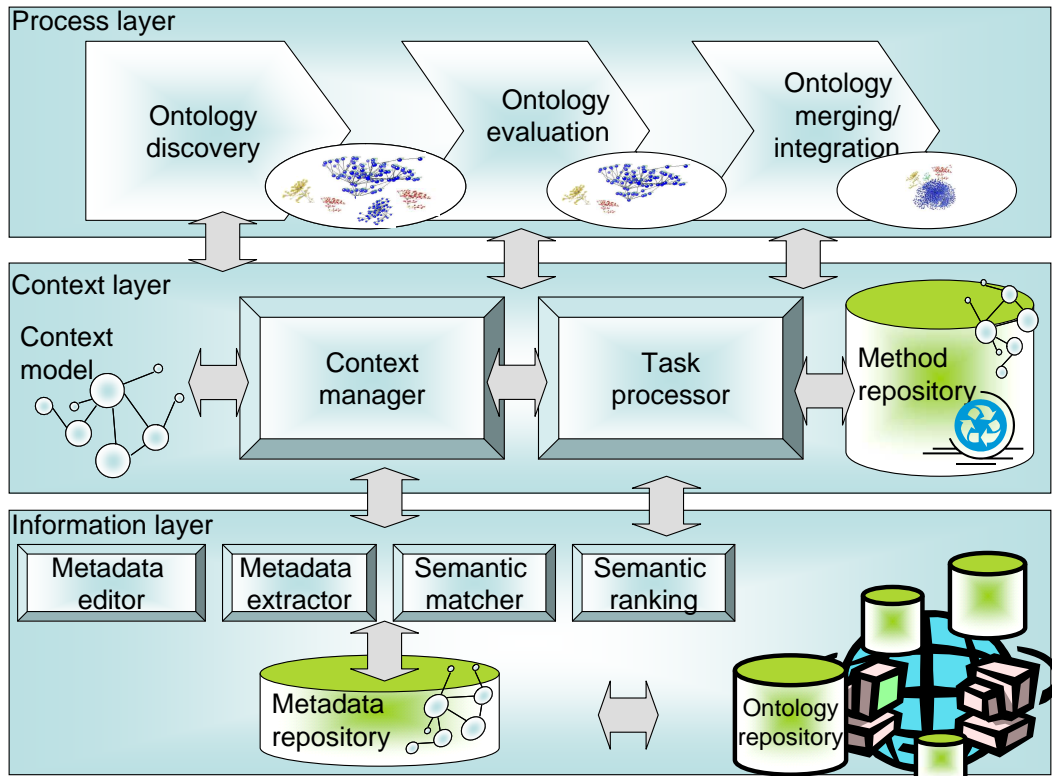 Process layer
Ontology
discovery
Ontology
evaluation
Ontology
merging/
integration
Context layer
Context
model
Context
manager
Task
processor
Method
repository
Information layer
Metadata
editor
Metadata
extractor
Semantic
matcher
Semantic
ranking
Metadata
repository
Ontology
repository